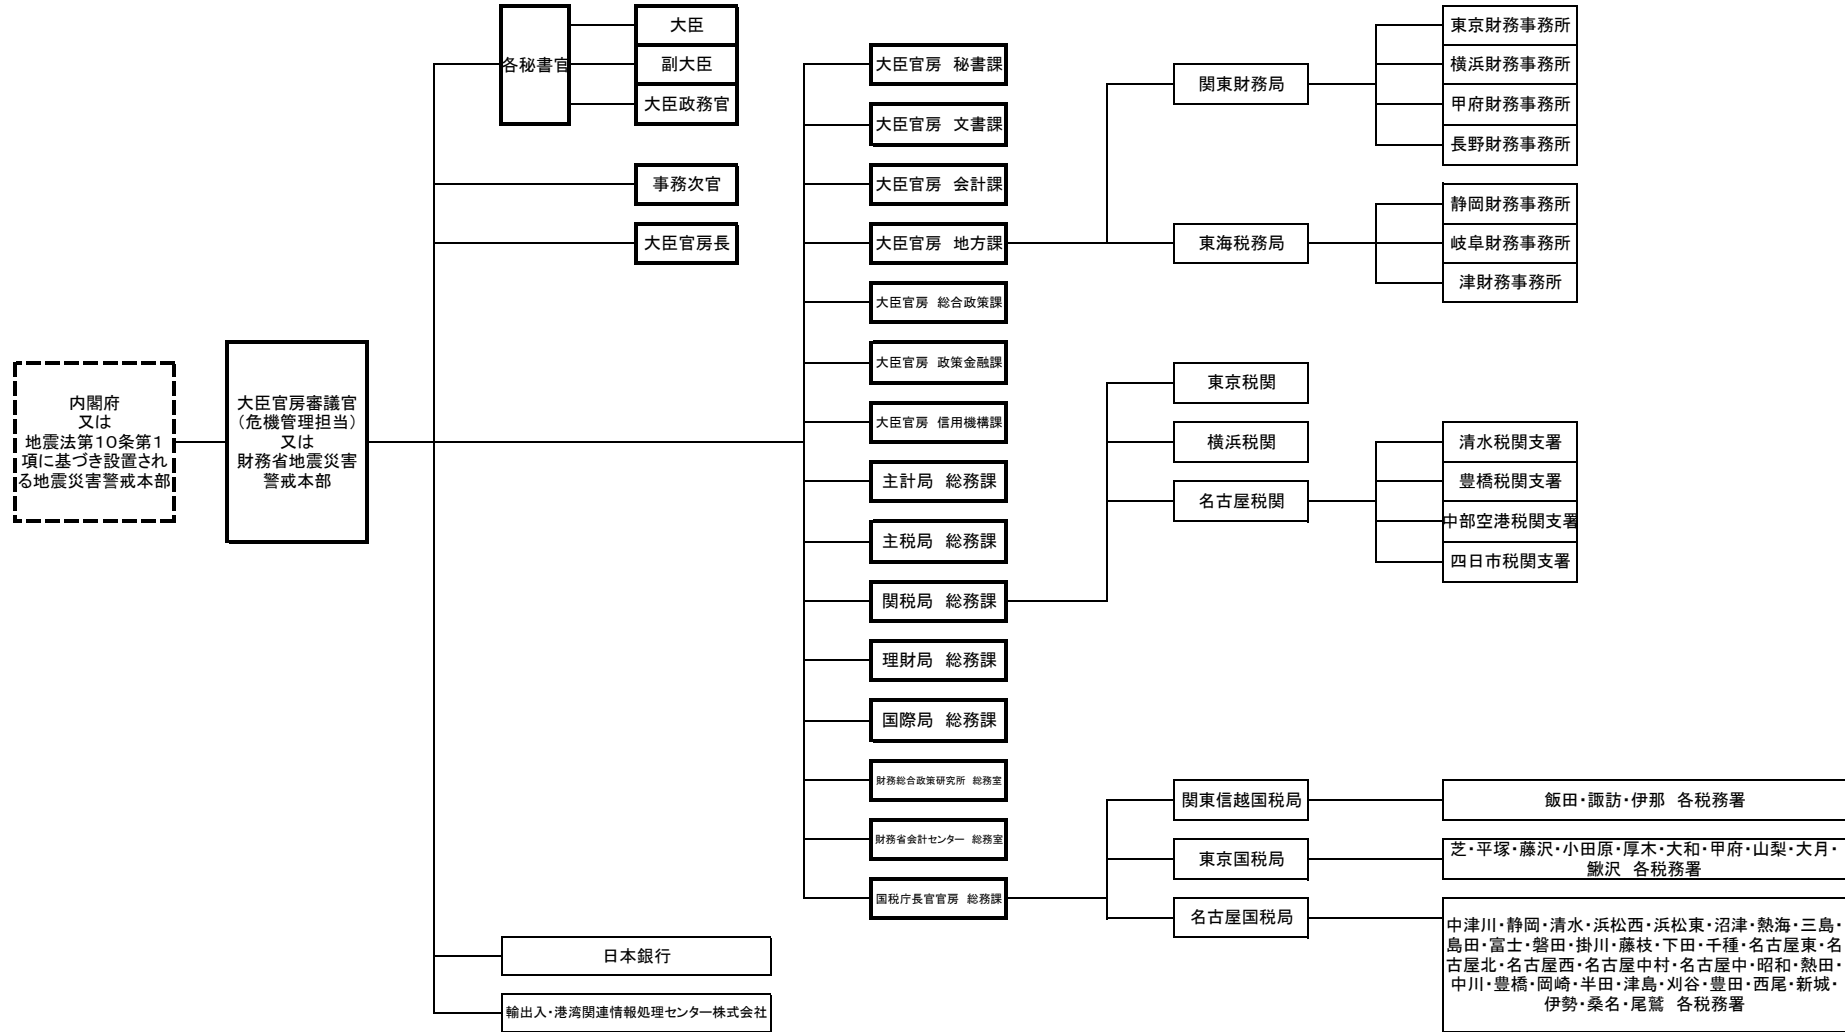 内閣府
又は
地震法第10条第1
項に基づき設置され
る地震災害警戒本部
大臣官房審議官
(危機管理担当)
又は
財務省地震災害
警戒本部
各秘書官
大臣
副大臣
大臣政務官
事務次官
大臣官房長
大臣官房 秘書課
大臣官房 文書課
大臣官房 会計課
大臣官房 地方課
大臣官房 総合政策課
大臣官房 政策金融課
大臣官房 信用機構課
主計局 総務課
主税局 総務課
関税局 総務課
理財局 総務課
国際局 総務課
財務総合政策研究所 総務室
財務省会計センター 総務室
国税庁長官官房 総務課
日本銀行
輸出入・港湾関連情報処理センター株式会社
関東財務局
東京財務事務所
横浜財務事務所
甲府財務事務所
長野財務事務所
東海税務局
静岡財務事務所
岐阜財務事務所
津財務事務所
東京税関
横浜税関
名古屋税関
清水税関支署
豊橋税関支署
中部空港税関支署
四日市税関支署
関東信越国税局
飯田・諏訪・伊那 各税務署
東京国税局
芝・平塚・藤沢・小田原・厚木・大和・甲府・山梨・大月・
鰍沢 各税務署
名古屋国税局
中津川・静岡・清水・浜松西・浜松東・沼津・熱海・三島・
島田・富士・磐田・掛川・藤枝・下田・千種・名古屋東・名
古屋北・名古屋西・名古屋中村・名古屋中・昭和・熱田・
中川・豊橋・岡崎・半田・津島・刈谷・豊田・西尾・新城・
伊勢・桑名・尾鷲 各税務署